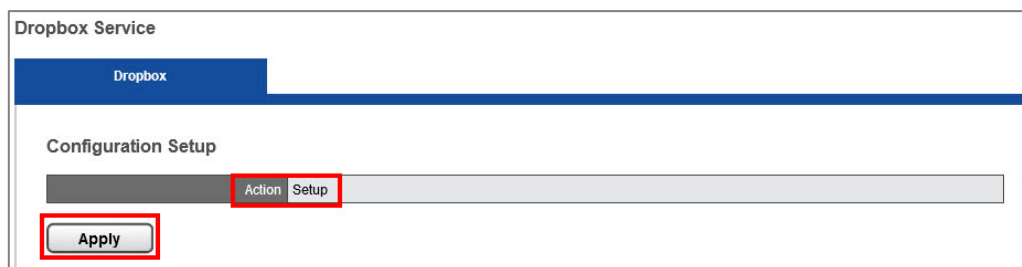 Dropbox Service
Dropbox
Configuration Setup
Action Setup
Apply